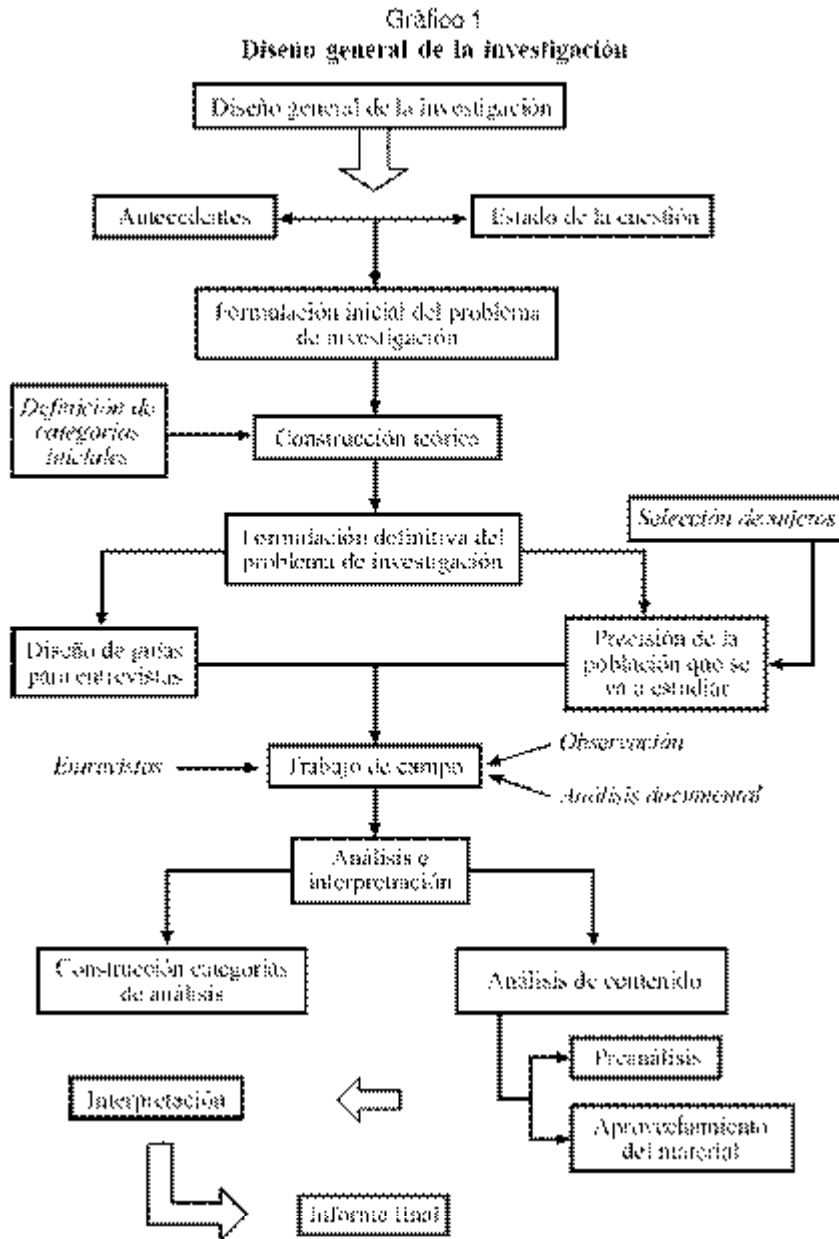 Gráfico 1
Diseño general de la investigación
Diseño general de la investigación
Antecedentes
Estado de la cuestión
Formulación inicial del problema
de investigación
Definición de
categorías
iniciales
Construcción teórica
Selección de sujetos
Formulación definitiva del
problema de investigación
Diseño de guías
para entrevistas
Precisión de la
población que se
va a estudiar
Entrevistas
Trabajo de campo
Observación
Análisis documental
Análisis e
interpretración
Construcción categorías
de análisis
Análisis de contenido
Preanálisis
Interpretación
Aprovechamiento
del material
Informe final